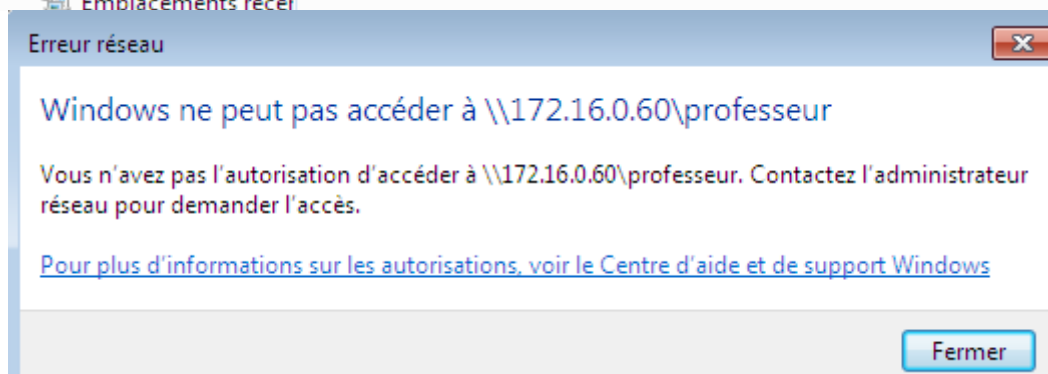 Emplacements récen
Erreur réseau
Windows ne peut pas accéder à \\172.16.0.60\professeur
Vous n'avez pas l'autorisation d'accéder à \\172.16.0.60\professeur. Contactez l'administrateur
réseau pour demander l'accès.
Pour plus d'informations sur les autorisations, voir le Centre d'aide et de support Windows
Fermer